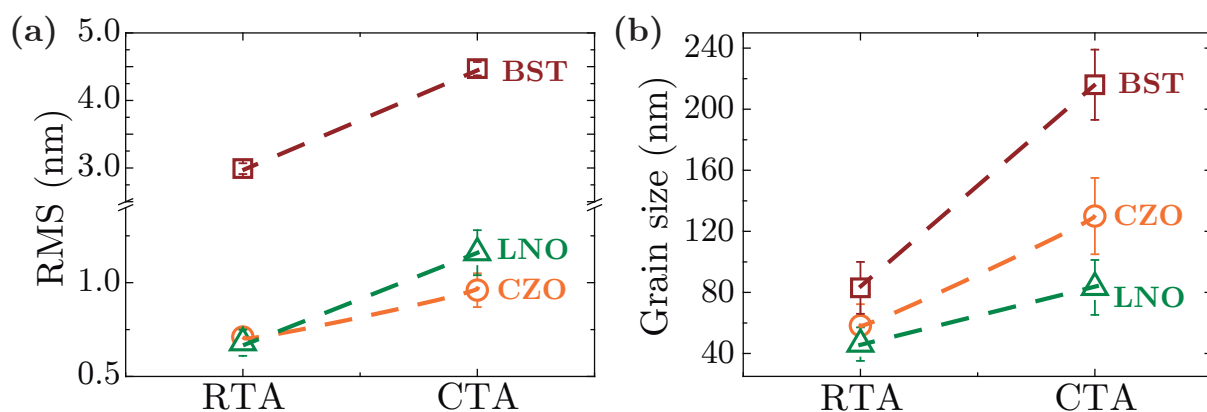 (a)
RMS (nm)
5.0
4.0
3.0
1.0
0.5
BST
LNO
CZO
RTA
CTA
(b)
Grain size (nm)
240
200
160
120
80
40
BST
CZO
LNO
RTA
CTA